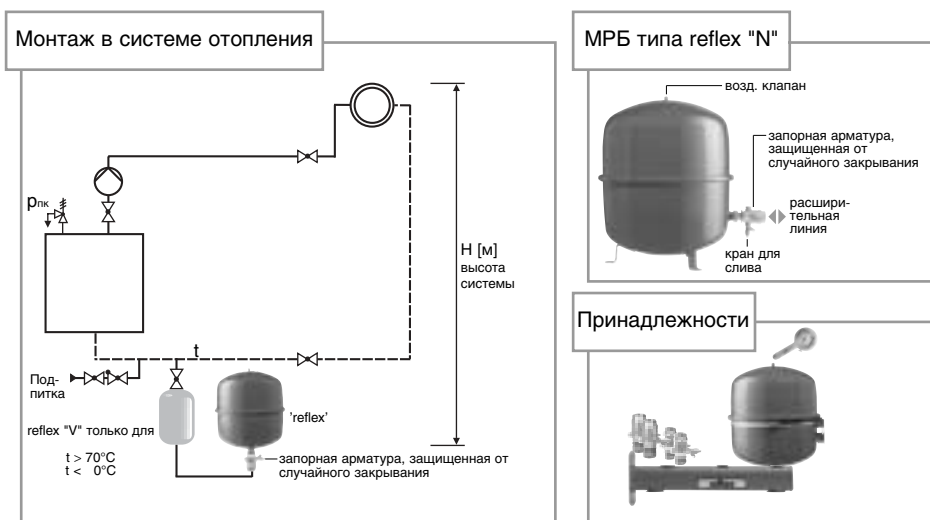 Монтаж в системе отопления
pпк
H [м]
высота
системы
t
Под-
питка
reflex "V" только для
t > 70°C
t < 0°C
'reflex'
запорная арматура, защищенная от
случайного закрывания
МРБ типа reflex "N"
возд. клапан
запорная арматура,
защищенная от
случайного закрывания
расшири-
тельная
линия
кран для
слива
Принадлежности